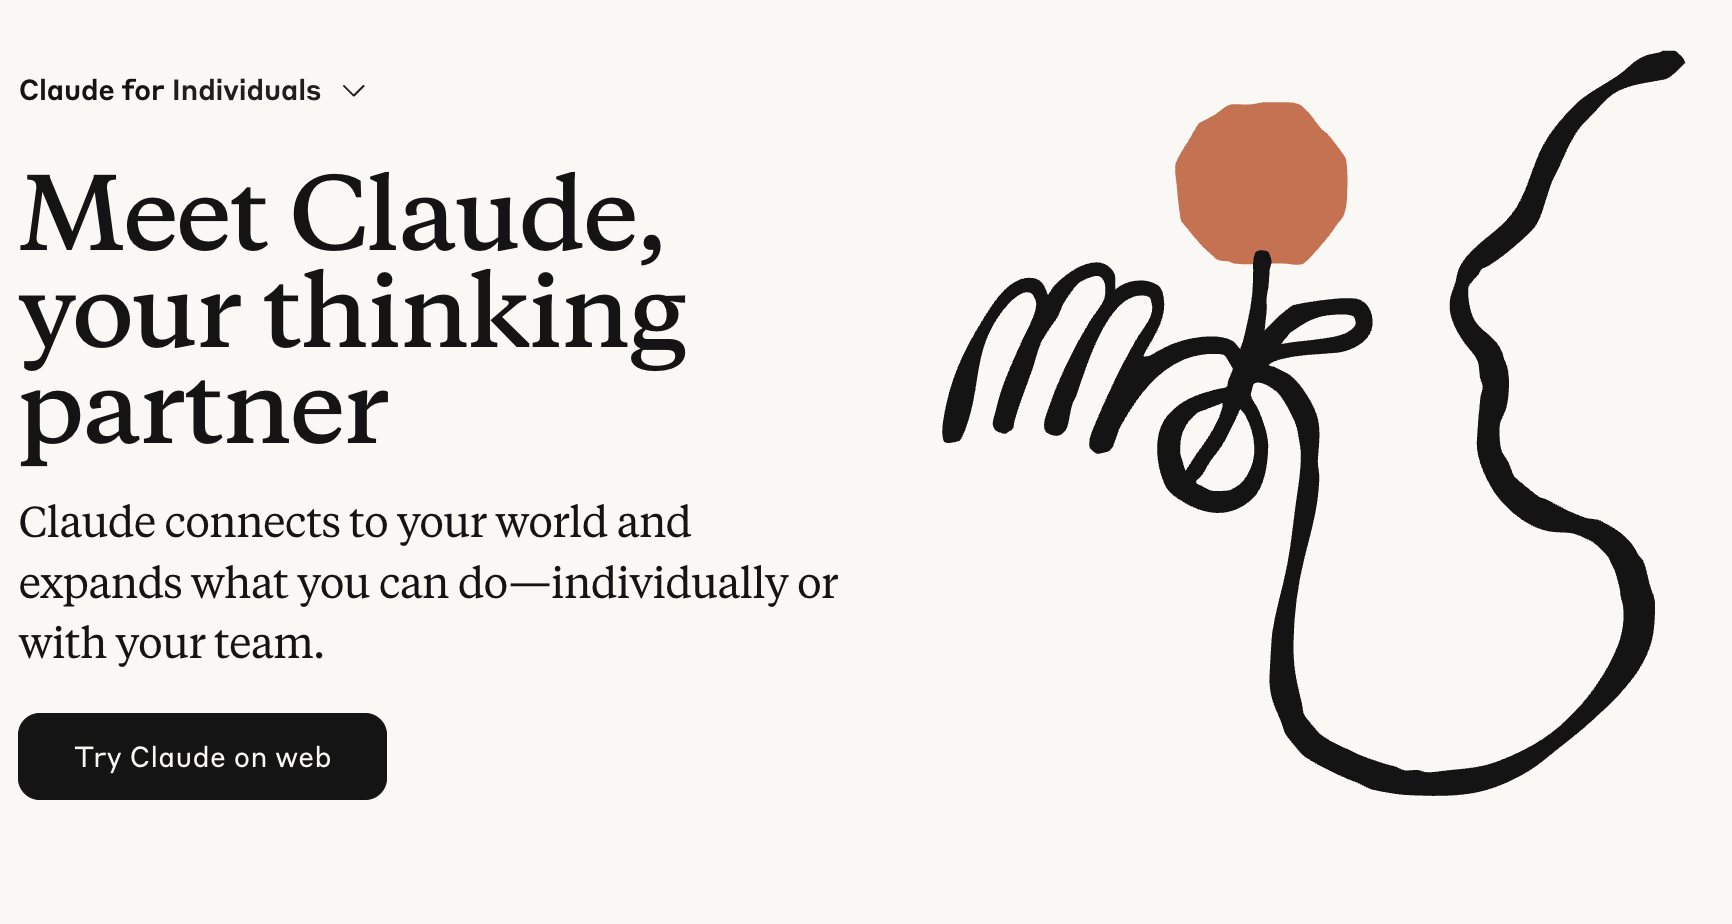 Claude for Individuals
Meet Claude,
your thinking
partner
Claude connects to your world and
expands what you can do—individually or
with your team.
Try Claude on web